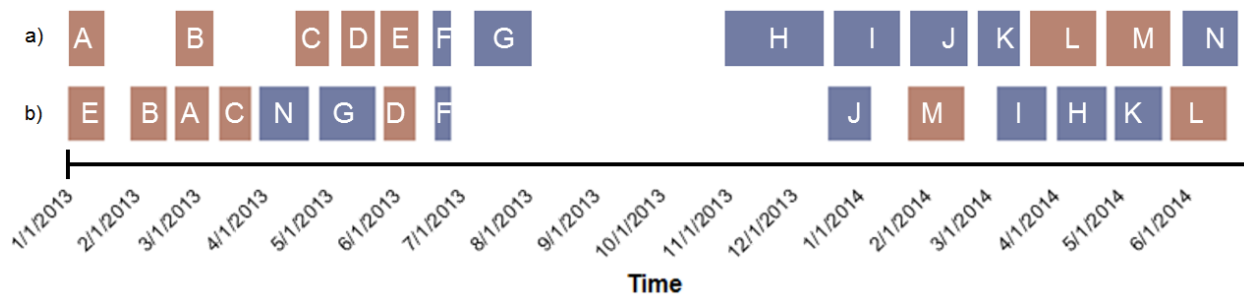 a) A B C D E F G H I J K L M N
b) E B A C N G D F J M I H K L
1/1/2013 2/1/2013 3/1/2013 4/1/2013 5/1/2013 6/1/2013 7/1/2013 8/1/2013 9/1/2013 10/1/2013 11/1/2013 12/1/2013 1/1/2014 2/1/2014 3/1/2014 4/1/2014 5/1/2014 6/1/2014
Time